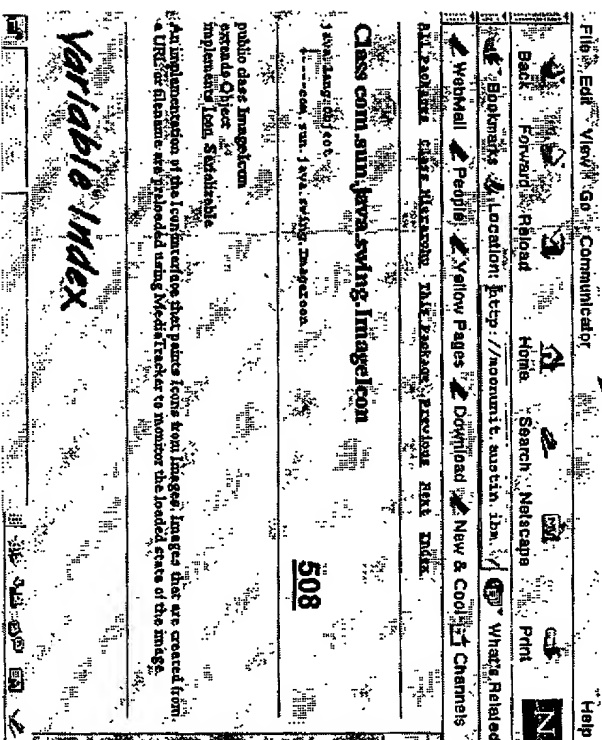 File Edit View Go Communicator Help
Back Forward Reload Home Search Netscape Print
N
Bookmarks Location: http://moonunit.austin.ibm. What's Related
WebMail People Yellow Pages Download New & Cool Channels
All Packages Class Hierarchy This Package Previous Next Index
Class com.sun.java.swing.ImageIcon
java.lang.Object
+----com.sun.java.swing.ImageIcon
508
public class ImageIcon
extends Object
implements Icon, Serializable
An implementation of the Icon interface that paints Icons from Images. Images that are created from
a URL or filename are preloaded using MediaTracker to monitor the loaded state of the image.
Variable Index